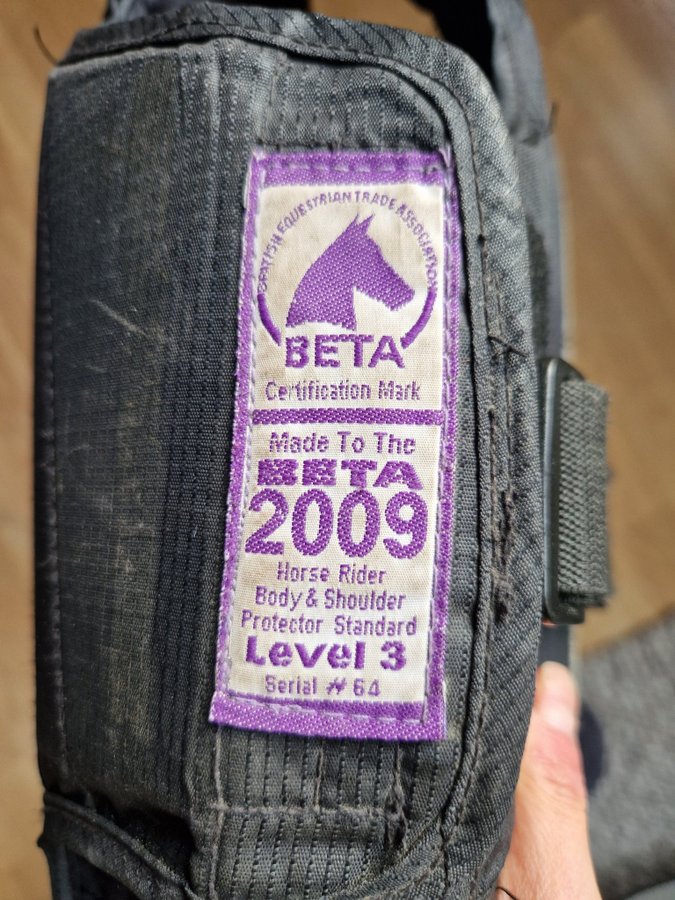 BRITISH EQUESTRIAN TRADE ASSOCIATION
BETA
Certification Mark
Made To The
BETA
2009
Horse Rider
Body & Shoulder
Protector Standard
Level 3
Serial # 64